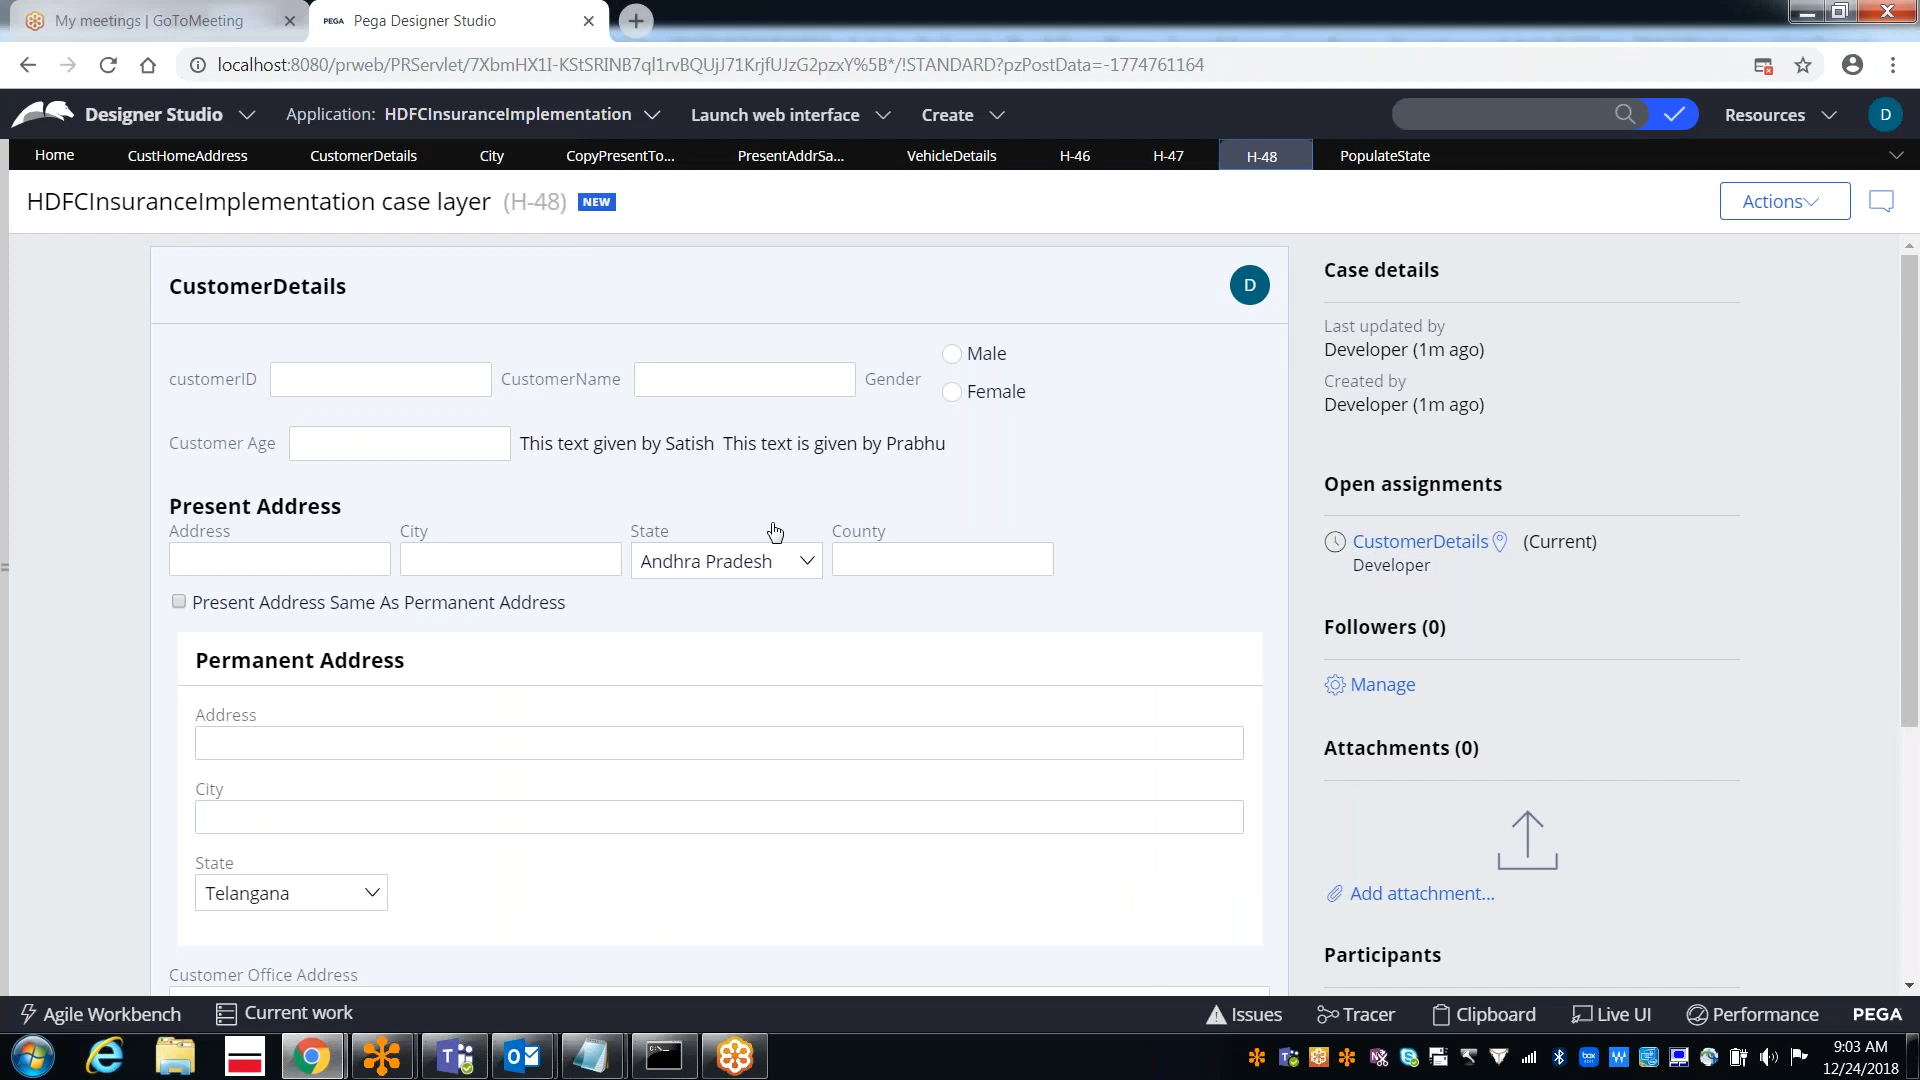 My meetings | GoToMeeting
PEGA Pega Designer Studio
localhost:8080/prweb/PRServlet/7XbmHX1I-KStSRINB7ql1rvBQUjJ71KrjfUJzG2pzxY%5B*/!STANDARD?pzPostData=-1774761164
Designer Studio Application: HDFCInsuranceImplementation Launch web interface Create Resources D
Home CustHomeAddress CustomerDetails City CopyPresentTo... PresentAddrSa... VehicleDetails H-46 H-47 H-48 PopulateState
HDFCInsuranceImplementation case layer (H-48) NEW Actions
CustomerDetails D
customerID CustomerName Gender Male
Female
Customer Age This text given by Satish This text is given by Prabhu
Present Address
Address City State County
Andhra Pradesh
Present Address Same As Permanent Address
Permanent Address
Address
City
State
Telangana
Customer Office Address
Case details
Last updated by
Developer (1m ago)
Created by
Developer (1m ago)
Open assignments
CustomerDetails (Current)
Developer
Followers (0)
Manage
Attachments (0)
Add attachment...
Participants
Agile Workbench Current work Issues Tracer Clipboard Live UI Performance PEGA
9:03 AM
12/24/2018